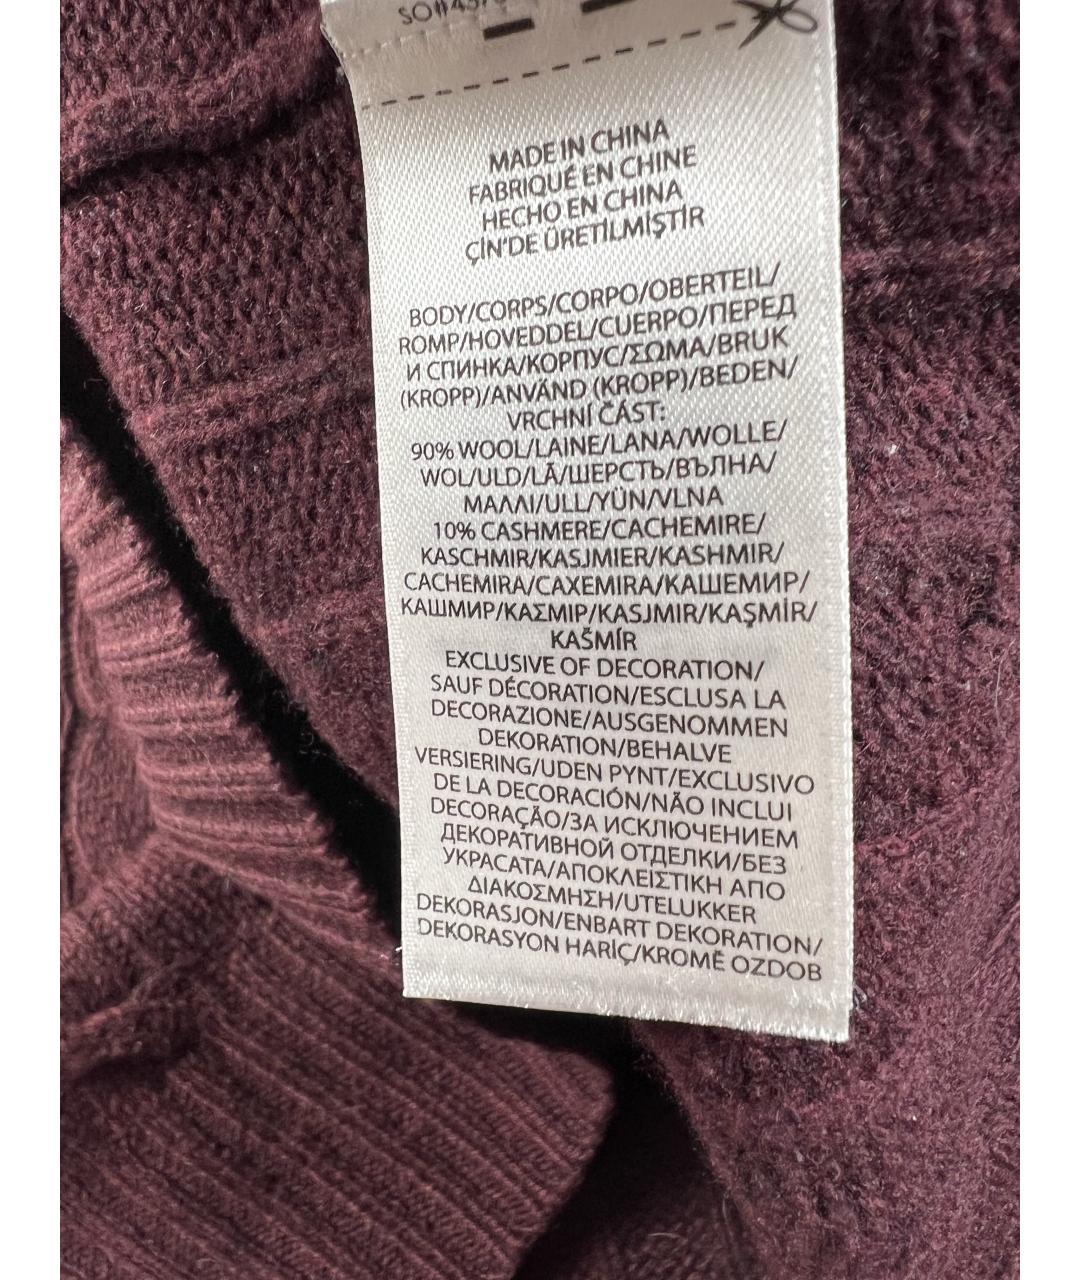 MADE IN CHINA
FABRIQUÉ EN CHINE
HECHO EN CHINA
ÇİN'DE ÜRETİLMİŞTİR
BODY/CORPS/CORPO/OBERTEIL/
ROMP/HOVEDDEL/CUERPO/ПЕРЕД
И СПИНКА/КОРПУС/ΣΩΜΑ/BRUK
(KROPP)/ANVÄND (KROPP)/BEDEN/
VRCHNÍ ČÁST:
90% WOOL/LAINE/LANA/WOLLE/
WOL/ULD/LÃ/ШЕРСТЬ/ВЪЛНА/
ΜΑΛΛΙ/ULL/YÜN/VLNA
10% CASHMERE/CACHEMIRE/
KASCHMIR/KASJMIER/KASHMIR/
CACHEMIRA/CAXEMIRA/КАШЕМИР/
КАШМИР/ΚΑΣΜΙΡ/KASJMIR/KAŞMİR/
KAŠMÍR
EXCLUSIVE OF DECORATION/
SAUF DÉCORATION/ESCLUSA LA
DECORAZIONE/AUSGENOMMEN
DEKORATION/BEHALVE
VERSIERING/UDEN PYNT/EXCLUSIVO
DE LA DECORACIÓN/NÃO INCLUI
DECORAÇÃO/ЗА ИСКЛЮЧЕНИЕМ
ДЕКОРАТИВНОЙ ОТДЕЛКИ/БЕЗ
УКРАСАТА/ΑΠΟΚΛΕΙΣΤΙΚΗ ΑΠΟ
ΔΙΑΚΟΣΜΗΣΗ/UTELUKKER
DEKORASJON/ENBART DEKORATION/
DEKORASYON HARİÇ/KROMĚ OZDOB